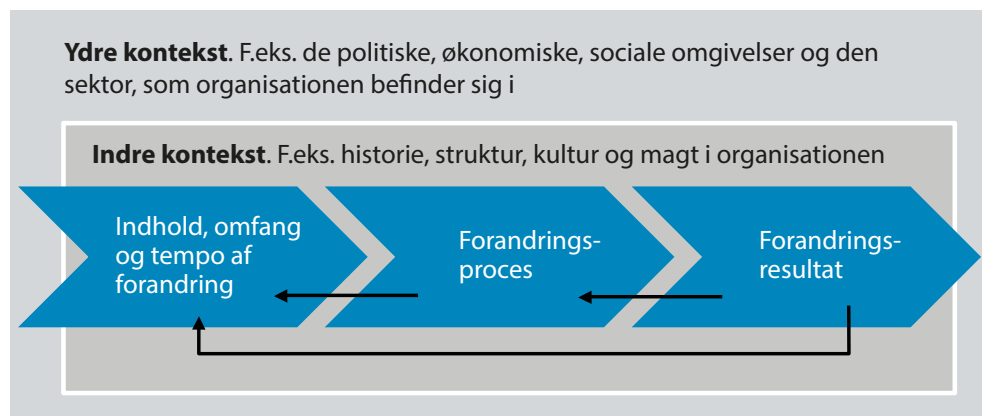 Ydre kontekst. F.eks. de politiske, økonomiske, sociale omgivelser og den
sektor, som organisationen befinder sig i
Indre kontekst. F.eks. historie, struktur, kultur og magt i organisationen
Indhold, omfang
og tempo af
forandring
Forandrings-
proces
Forandrings-
resultat